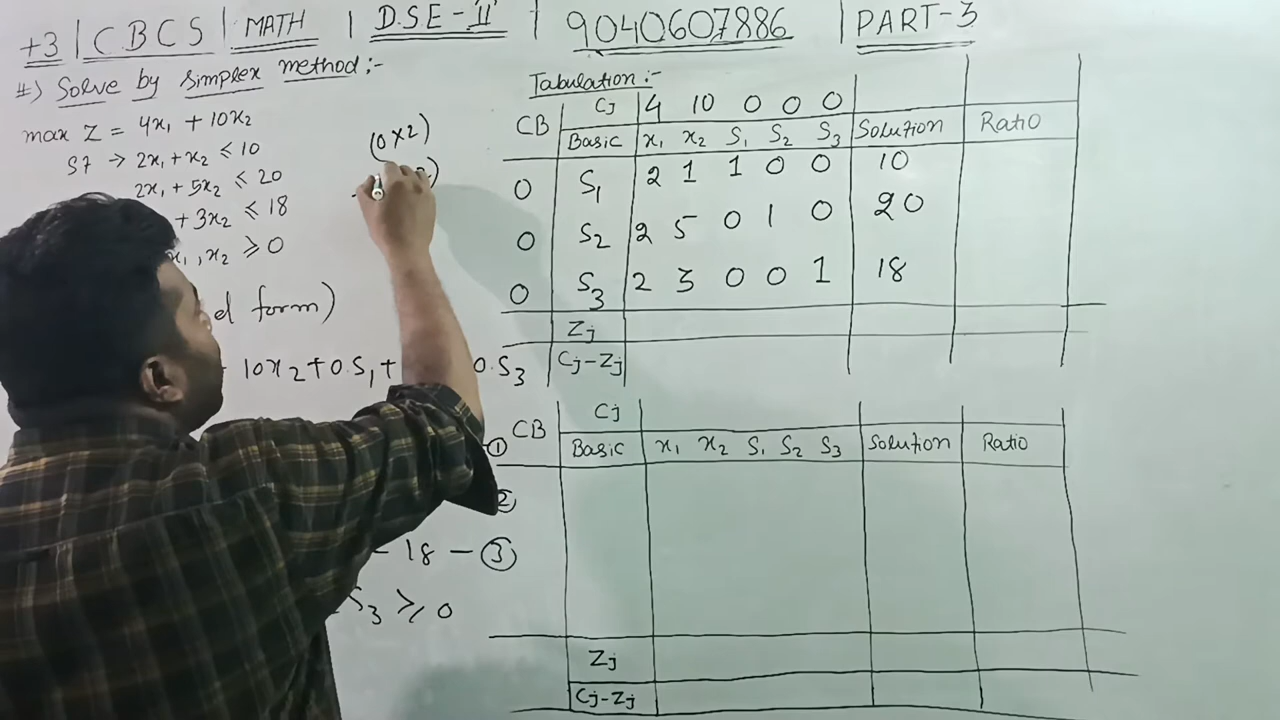 +3 | CBCS | MATH | D.S.E-II | 9040607886 | PART-3
#) Solve by simplex method:-
max Z = 4x₁ + 10x₂
ST → 2x₁ + x₂ ≤ 10
2x₁ + 5x₂ ≤ 20
+ 3x₂ ≤ 18
x₁, x₂ ≥ 0
form)
10x₂ + 0.S₁ + 0.S₃
①
②
18 - ③
S₃ ≥ 0
(0×2)
Tabulation:-
CB Cj 4 10 0 0 0
Basic x₁ x₂ S₁ S₂ S₃ Solution Ratio
0 S₁ 2 1 1 0 0 10
0 S₂ 2 5 0 1 0 20
0 S₃ 2 3 0 0 1 18
Zj
Cj-Zj
CB Cj
Basic x₁ x₂ S₁ S₂ S₃ Solution Ratio
Zj
Cj-Zj